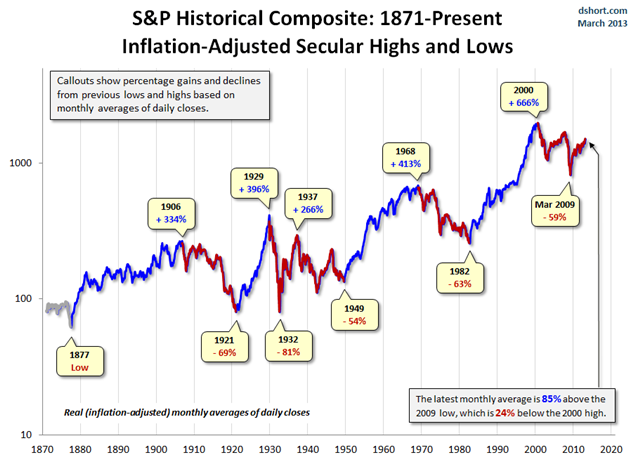 S&P Historical Composite: 1871-Present
Inflation-Adjusted Secular Highs and Lows
dshort.com
March 2013
Callouts show percentage gains and declines
from previous lows and highs based on
monthly averages of daily closes.
1000
100
10
1906
+ 334%
1929
+ 396%
1937
+ 266%
1968
+ 413%
2000
+ 666%
Mar 2009
- 59%
1877
Low
1921
- 69%
1932
- 81%
1949
- 54%
1982
- 63%
The latest monthly average is 85% above the
2009 low, which is 24% below the 2000 high.
Real (inflation-adjusted) monthly averages of daily closes
1870 1880 1890 1900 1910 1920 1930 1940 1950 1960 1970 1980 1990 2000 2010 2020